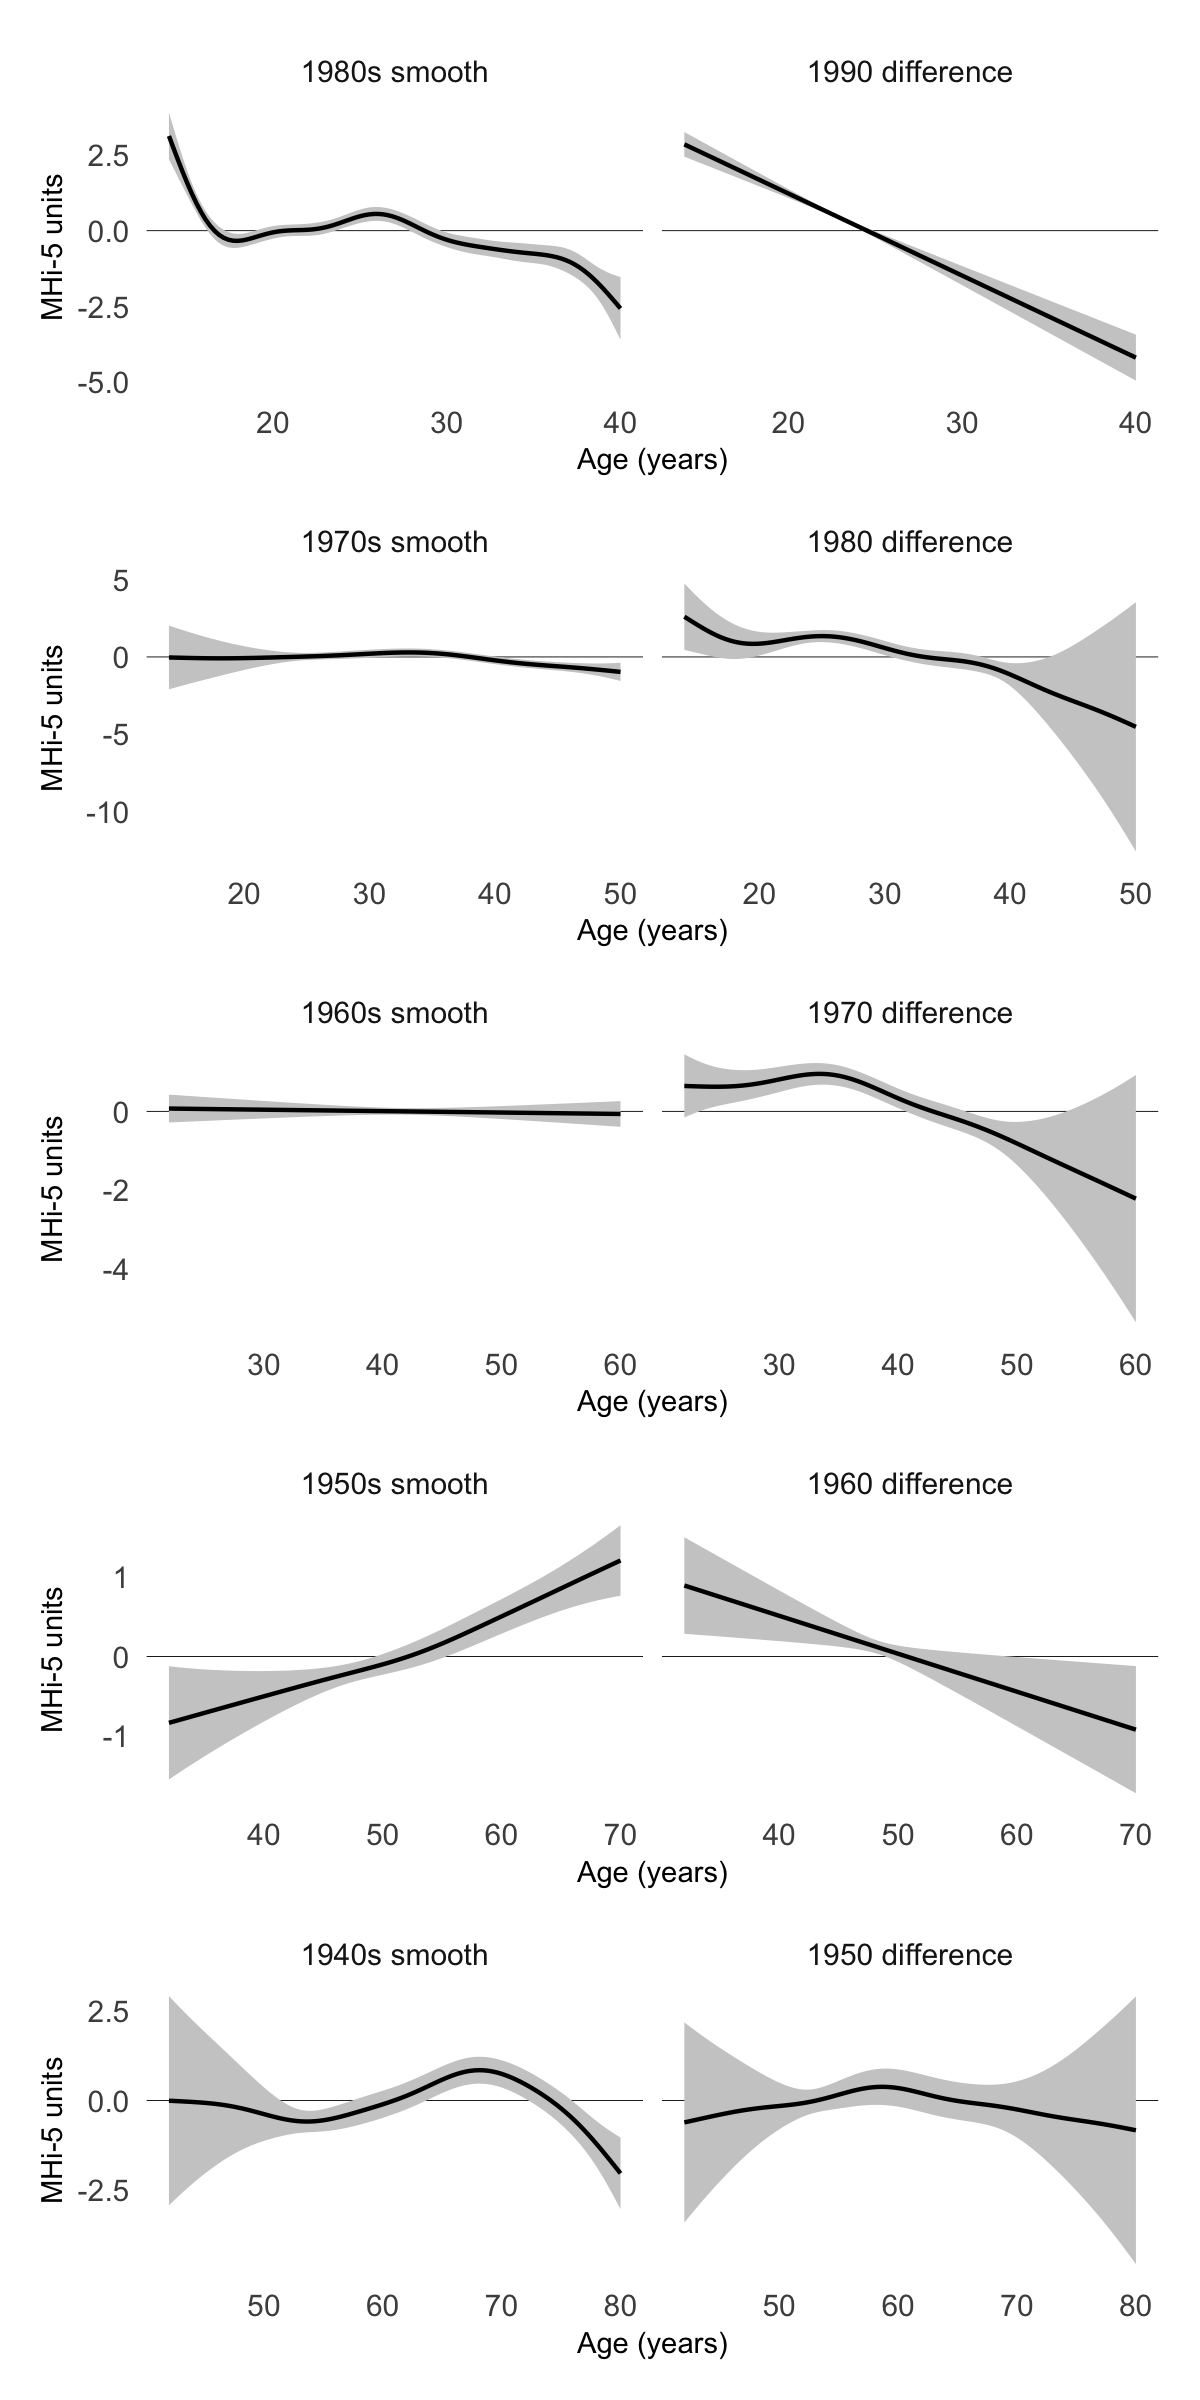 1980s smooth 1990 difference
MHi-5 units
2.5
0.0
-2.5
-5.0
20 30 40 20 30 40
Age (years)
1970s smooth 1980 difference
MHi-5 units
5
0
-5
-10
20 30 40 50 20 30 40 50
Age (years)
1960s smooth 1970 difference
MHi-5 units
0
-2
-4
30 40 50 60 30 40 50 60
Age (years)
1950s smooth 1960 difference
MHi-5 units
1
0
-1
40 50 60 70 40 50 60 70
Age (years)
1940s smooth 1950 difference
MHi-5 units
2.5
0.0
-2.5
50 60 70 80 50 60 70 80
Age (years)